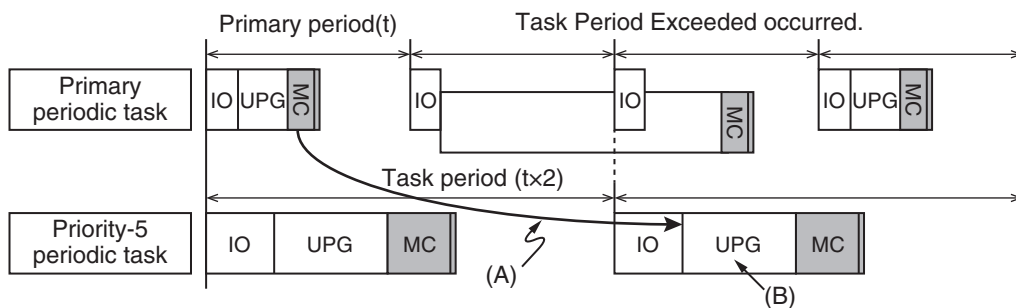 Primary period(t)
Task Period Exceeded occurred.
Primary
periodic task
IO
UPG
MC
IO
MC
IO
IO
UPG
MC
Task period (t×2)
Priority-5
periodic task
IO
UPG
MC
IO
UPG
MC
(A)
(B)